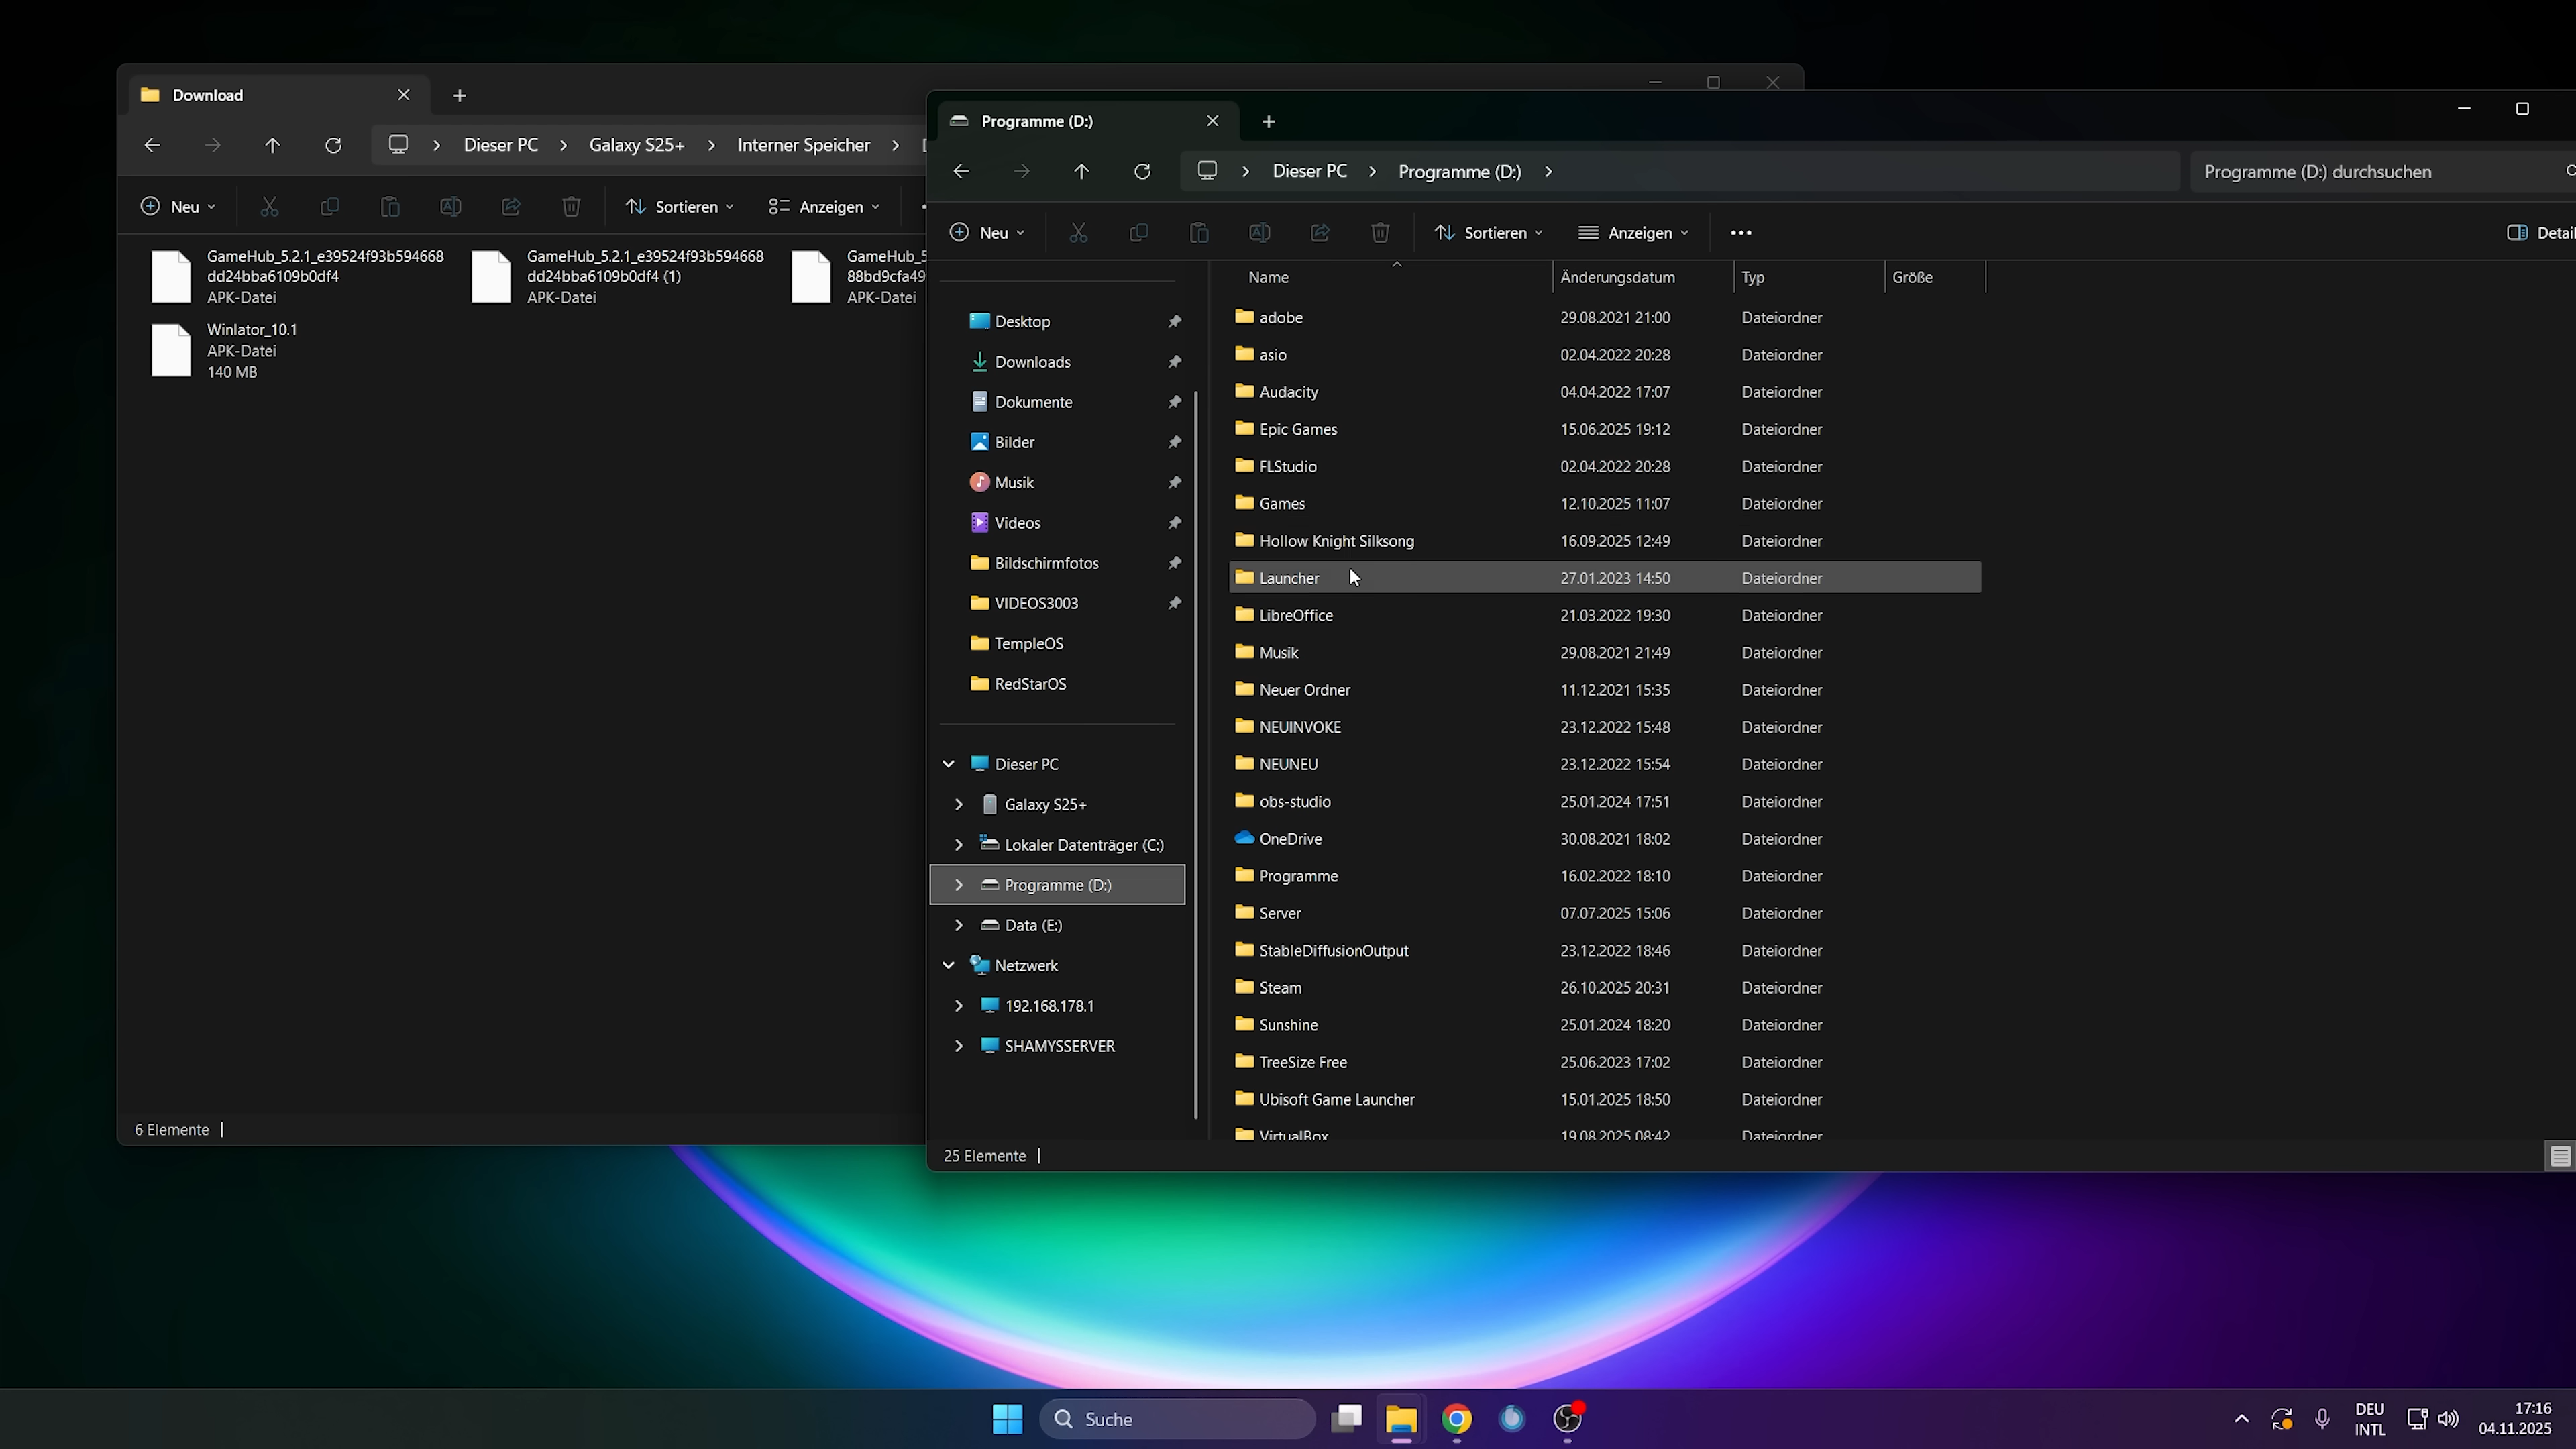 Download
Dieser PC
Galaxy S25+
Interner Speicher
Neu
Sortieren
Anzeigen
GameHub_5.2.1_e39524f93b594668
dd24bba6109b0df4
APK-Datei
GameHub_5.2.1_e39524f93b594668
dd24bba6109b0df4 (1)
APK-Datei
GameHub_5
88bd9cfa49
APK-Datei
Winlator_10.1
APK-Datei
140 MB
6 Elemente
Programme (D:)
Dieser PC
Programme (D:)
Programme (D:) durchsuchen
Neu
Sortieren
Anzeigen
Detai
Desktop
Downloads
Dokumente
Bilder
Musik
Videos
Bildschirmfotos
VIDEOS3003
TempleOS
RedStarOS
Dieser PC
Galaxy S25+
Lokaler Datenträger (C:)
Programme (D:)
Data (E:)
Netzwerk
192.168.178.1
SHAMYSSERVER
Name Änderungsdatum Typ Größe
adobe 29.08.2021 21:00 Dateiordner
asio 02.04.2022 20:28 Dateiordner
Audacity 04.04.2022 17:07 Dateiordner
Epic Games 15.06.2025 19:12 Dateiordner
FLStudio 02.04.2022 20:28 Dateiordner
Games 12.10.2025 11:07 Dateiordner
Hollow Knight Silksong 16.09.2025 12:49 Dateiordner
Launcher 27.01.2023 14:50 Dateiordner
LibreOffice 21.03.2022 19:30 Dateiordner
Musik 29.08.2021 21:49 Dateiordner
Neuer Ordner 11.12.2021 15:35 Dateiordner
NEUINVOKE 23.12.2022 15:48 Dateiordner
NEUNEU 23.12.2022 15:54 Dateiordner
obs-studio 25.01.2024 17:51 Dateiordner
OneDrive 30.08.2021 18:02 Dateiordner
Programme 16.02.2022 18:10 Dateiordner
Server 07.07.2025 15:06 Dateiordner
StableDiffusionOutput 23.12.2022 18:46 Dateiordner
Steam 26.10.2025 20:31 Dateiordner
Sunshine 25.01.2024 18:20 Dateiordner
TreeSize Free 25.06.2023 17:02 Dateiordner
Ubisoft Game Launcher 15.01.2025 18:50 Dateiordner
VirtualBox 19.08.2025 08:42 Dateiordner
25 Elemente
Suche
DEU
INTL
17:16
04.11.2025